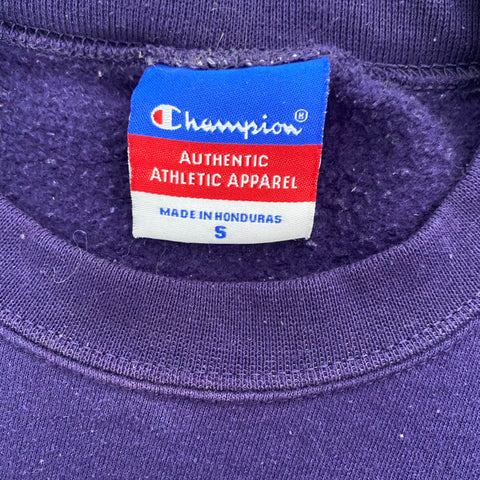 Champion®
AUTHENTIC
ATHLETIC APPAREL
MADE IN HONDURAS
S